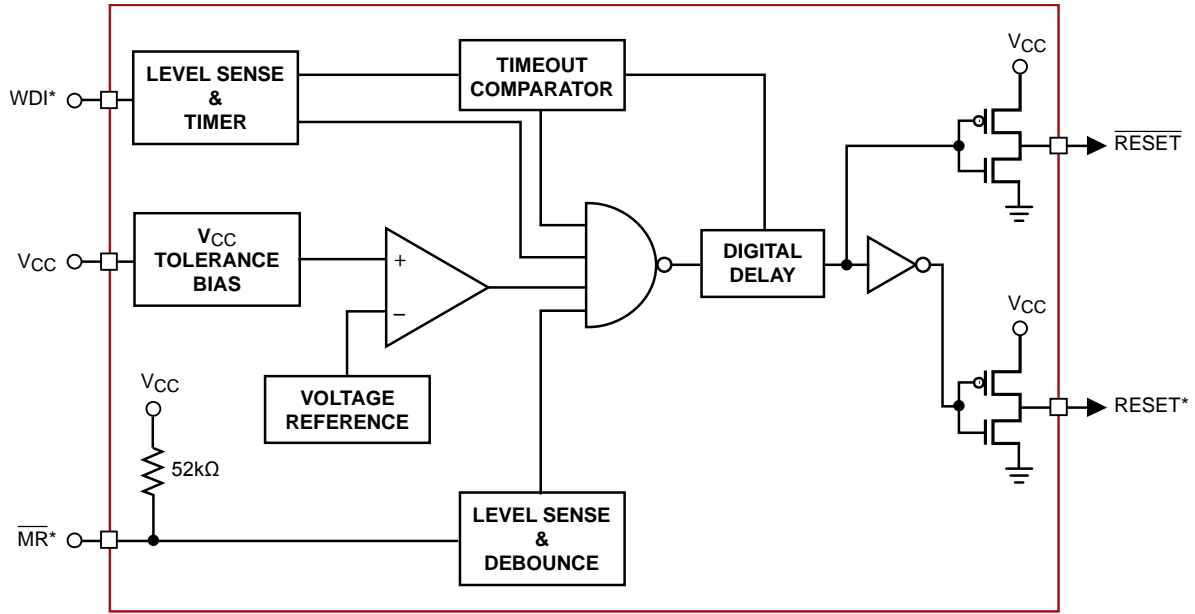 WDI*
LEVEL SENSE
&
TIMER
TIMEOUT
COMPARATOR
VCC
RESET
VCC
VCC
TOLERANCE
BIAS
+
−
DIGITAL
DELAY
VOLTAGE
REFERENCE
VCC
RESET*
VCC
52kΩ
MR*
LEVEL SENSE
&
DEBOUNCE